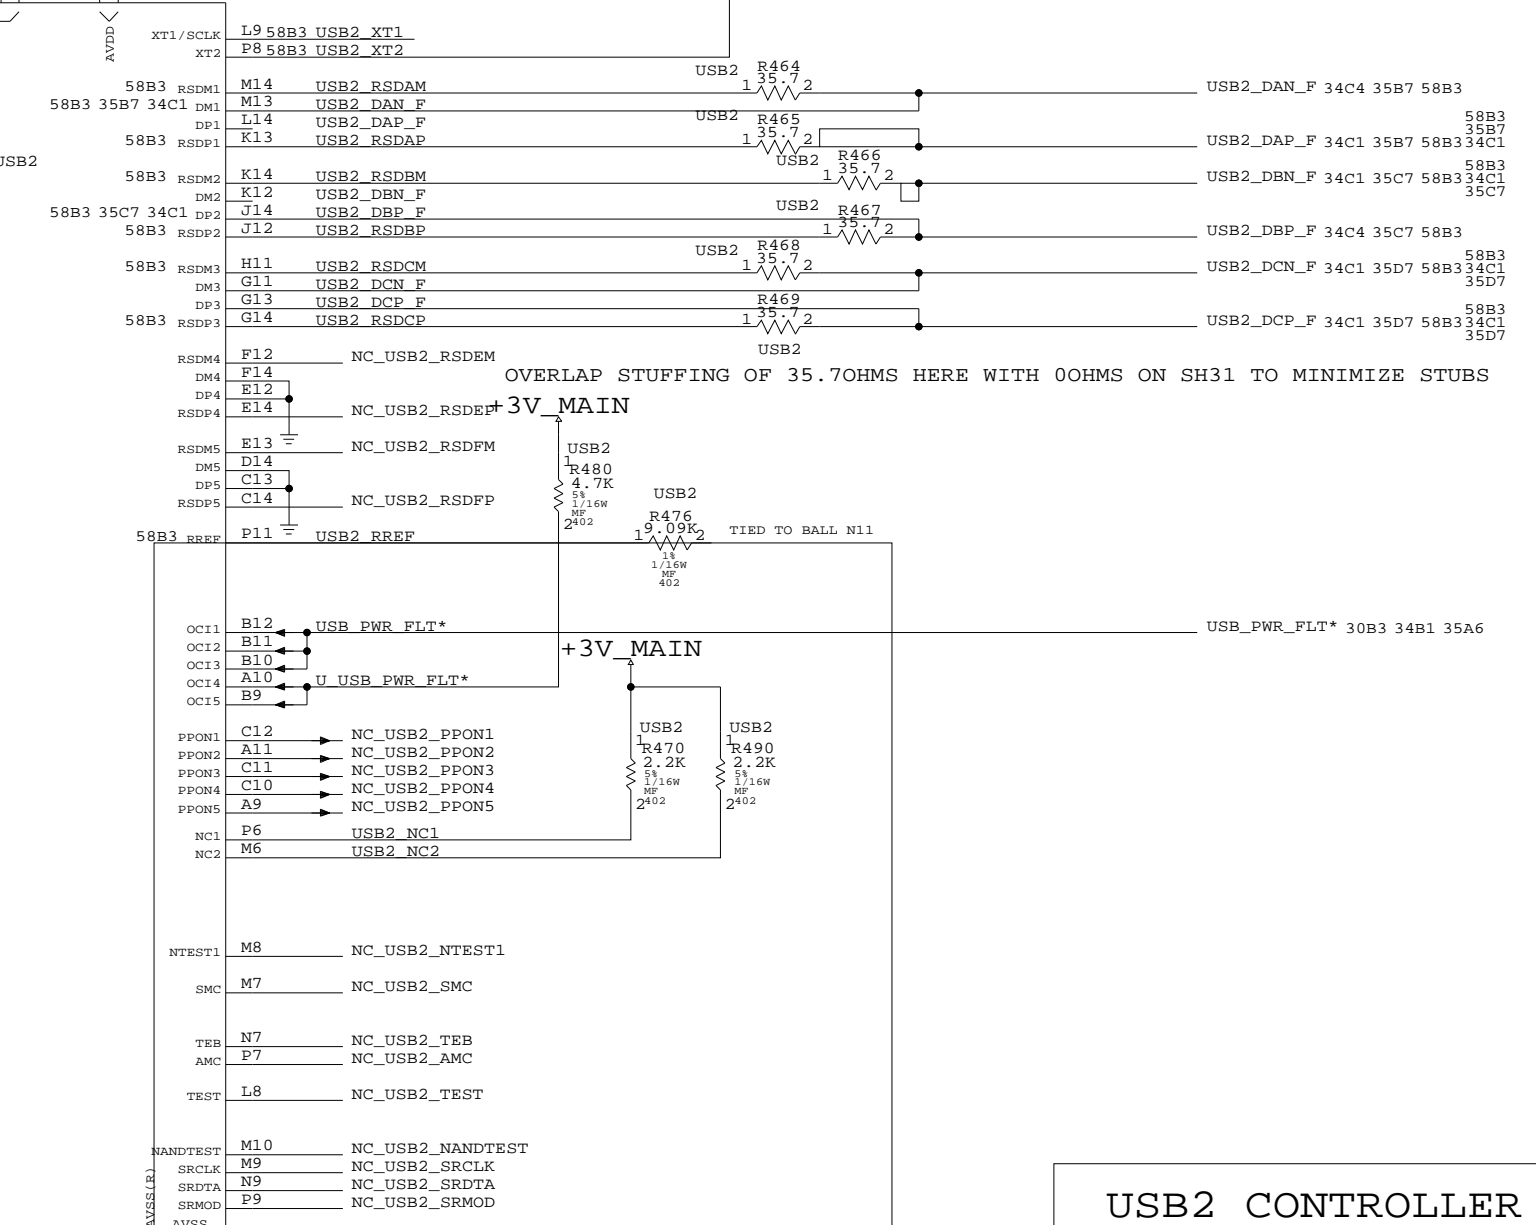 AVDD
XT1/SCLK L9 58B3 USB2_XT1
XT2 P8 58B3 USB2_XT2
USB2 R464
35.7
58B3 RSDM1 M14 USB2_RSDAM 1 2 USB2_DAN_F 34C4 35B7 58B3
58B3 35B7 34C1 DM1 M13 USB2_DAN_F
DP1 L14 USB2_DAP_F
USB2 R465
35.7
58B3
35B7
58B3 RSDP1 K13 USB2_RSDAP 1 2 USB2_DAP_F 34C1 35B7 58B3 34C1
USB2
USB2 R466
35.7
58B3
58B3 RSDM2 K14 USB2_RSDBM 1 2 USB2_DBN_F 34C1 35C7 58B3 34C1
35C7
DM2 K12 USB2_DBN_F
58B3 35C7 34C1 DP2 J14 USB2_DBP_F
USB2 R467
35.7
58B3 RSDP2 J12 USB2_RSDBP 1 2 USB2_DBP_F 34C4 35C7 58B3
USB2 R468
35.7
58B3
58B3 RSDM3 H11 USB2_RSDCM 1 2 USB2_DCN_F 34C1 35D7 58B3 34C1
35D7
DM3 G11 USB2_DCN_F
DP3 G13 USB2_DCP_F
R469
35.7
58B3
58B3 RSDP3 G14 USB2_RSDCP 1 2 USB2_DCP_F 34C1 35D7 58B3 34C1
35D7
USB2
RSDM4 F12 NC_USB2_RSDEM
DM4 F14
OVERLAP STUFFING OF 35.7OHMS HERE WITH 0OHMS ON SH31 TO MINIMIZE STUBS
DP4 E12
RSDP4 E14 NC_USB2_RSDEP
+3V_MAIN
RSDM5 E13 NC_USB2_RSDFM
DM5 D14
DP5 C13
RSDP5 C14 NC_USB2_RSDFP
USB2
1
R480
4.7K
5%
1/16W
MF
402
2
USB2
R476
9.09K
58B3 RREF P11 USB2_RREF 1 2 TIED TO BALL N11
1%
1/16W
MF
402
OCI1 B12 USB_PWR_FLT* USB_PWR_FLT* 30B3 34B1 35A6
OCI2 B11
OCI3 B10
+3V_MAIN
OCI4 A10 U_USB_PWR_FLT*
OCI5 B9
USB2
1
R470
2.2K
5%
1/16W
MF
402
2
USB2
1
R490
2.2K
5%
1/16W
MF
402
2
PPON1 C12 NC_USB2_PPON1
PPON2 A11 NC_USB2_PPON2
PPON3 C11 NC_USB2_PPON3
PPON4 C10 NC_USB2_PPON4
PPON5 A9 NC_USB2_PPON5
NC1 P6 USB2_NC1
NC2 M6 USB2_NC2
NTEST1 M8 NC_USB2_NTEST1
SMC M7 NC_USB2_SMC
TEB N7 NC_USB2_TEB
AMC P7 NC_USB2_AMC
TEST L8 NC_USB2_TEST
NANDTEST M10 NC_USB2_NANDTEST
SRCLK M9 NC_USB2_SRCLK
SRDTA N9 NC_USB2_SRDTA
SRMOD P9 NC_USB2_SRMOD
AVSS(R)
AVSS
USB2 CONTROLLER